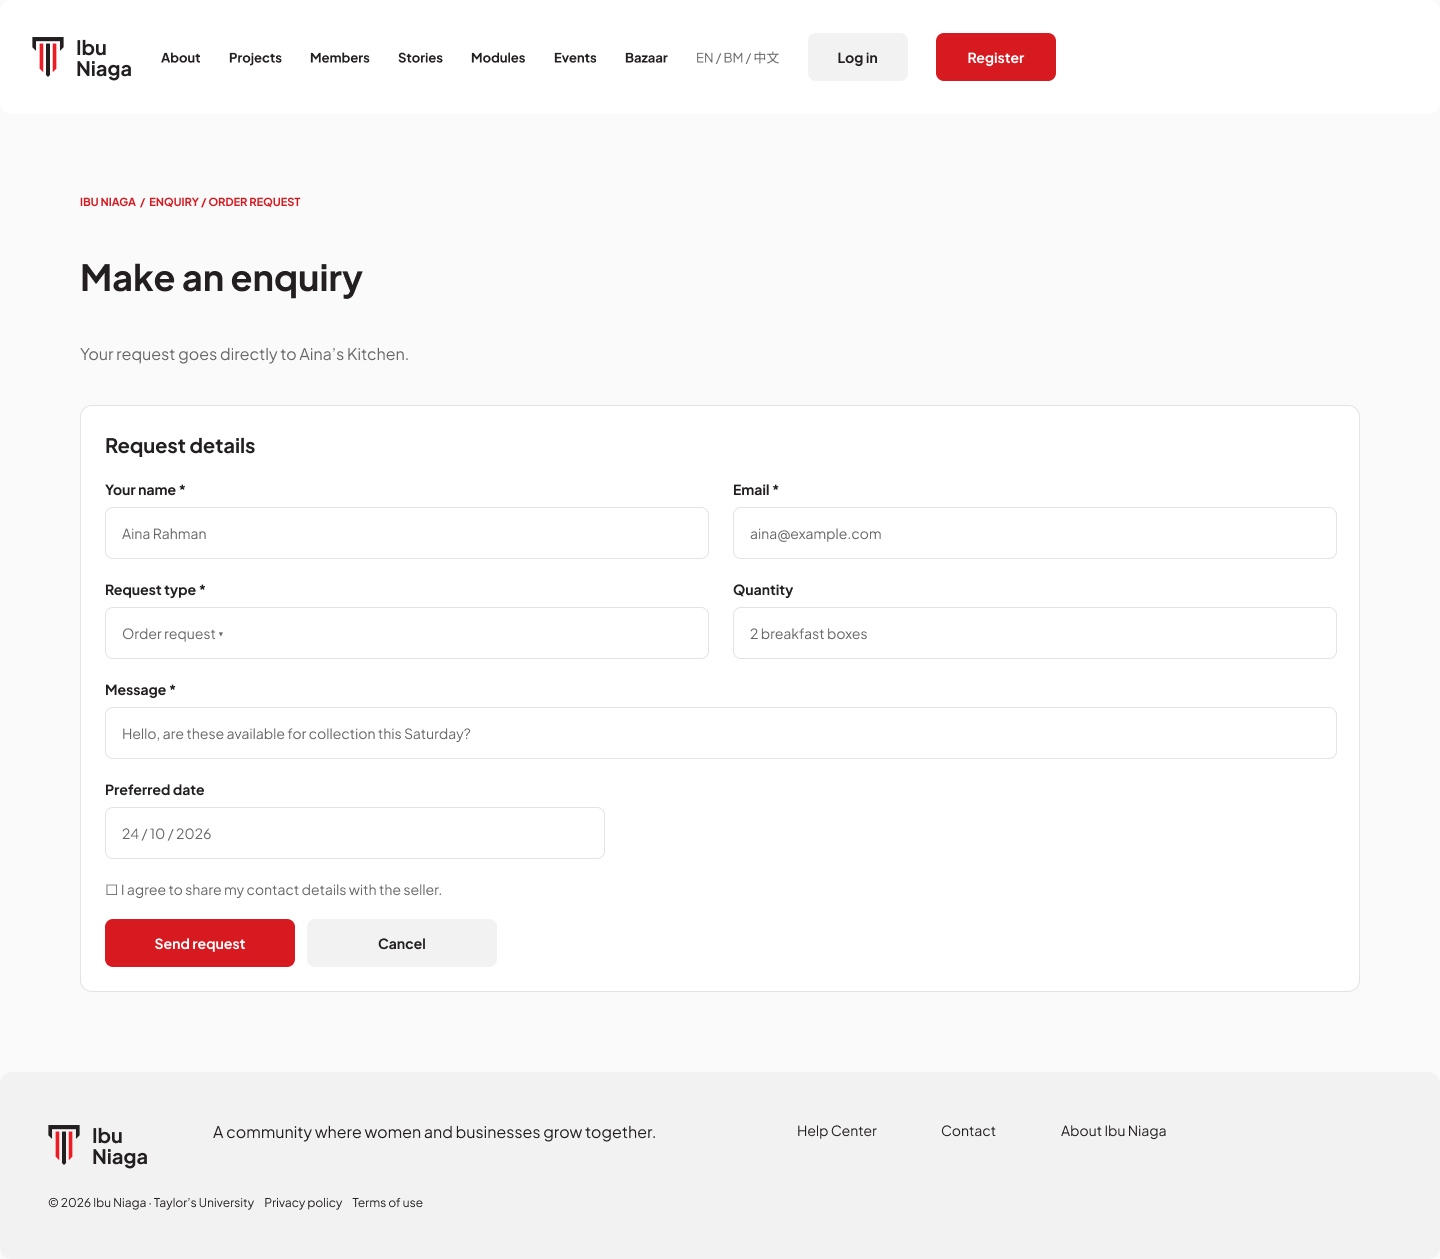 Ibu
Niaga
About Projects Members Stories Modules Events Bazaar EN / BM / 中文 Log in Register
IBU NIAGA / ENQUIRY / ORDER REQUEST
Make an enquiry
Your request goes directly to Aina’s Kitchen.
Request details
Your name * Email *
Aina Rahman aina@example.com
Request type * Quantity
Order request ▾ 2 breakfast boxes
Message *
Hello, are these available for collection this Saturday?
Preferred date
24 / 10 / 2026
☐ I agree to share my contact details with the seller.
Send request Cancel
Ibu
Niaga
A community where women and businesses grow together. Help Center Contact About Ibu Niaga
© 2026 Ibu Niaga · Taylor’s University Privacy policy Terms of use